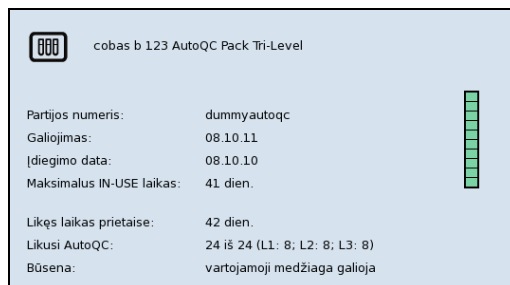 cobas b 123 AutoQC Pack Tri-Level
Partijos numeris: dummyautoqc
Galiojimas: 08.10.11
Įdiegimo data: 08.10.10
Maksimalus IN-USE laikas: 41 dien.
Likęs laikas prietaise: 42 dien.
Likusi AutoQC: 24 iš 24 (L1: 8; L2: 8; L3: 8)
Būsena: vartojamoji medžiaga galioja